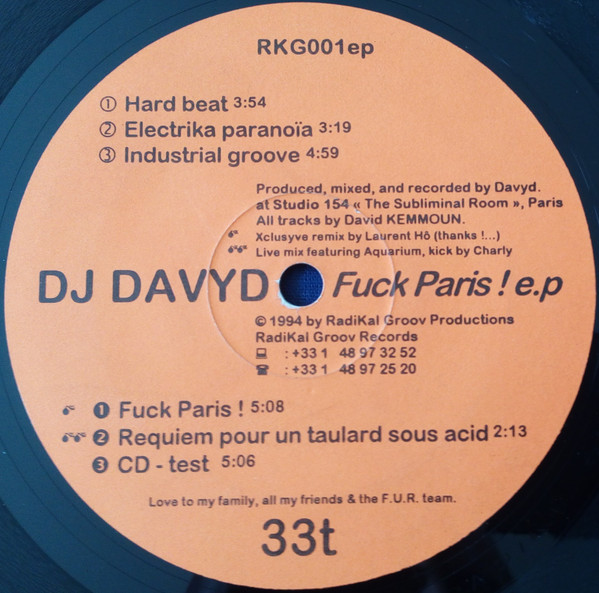 RKG001ep
① Hard beat 3:54
② Electrika paranoïa 3:19
③ Industrial groove 4:59
Produced, mixed, and recorded by Davyd.
at Studio 154 « The Subliminal Room », Paris
All tracks by David KEMMOUN.
Xclusyve remix by Laurent Hô (thanks !...)
Live mix featuring Aquarium, kick by Charly
DJ DAVYD Fuck Paris ! e.p
© 1994 by RadiKal Groov Productions
RadiKal Groov Records
: +33 1 48 97 32 52
: +33 1 48 97 25 20
❶ Fuck Paris ! 5:08
❷ Requiem pour un taulard sous acid 2:13
❸ CD - test 5:06
Love to my family, all my friends & the F.U.R. team.
33t